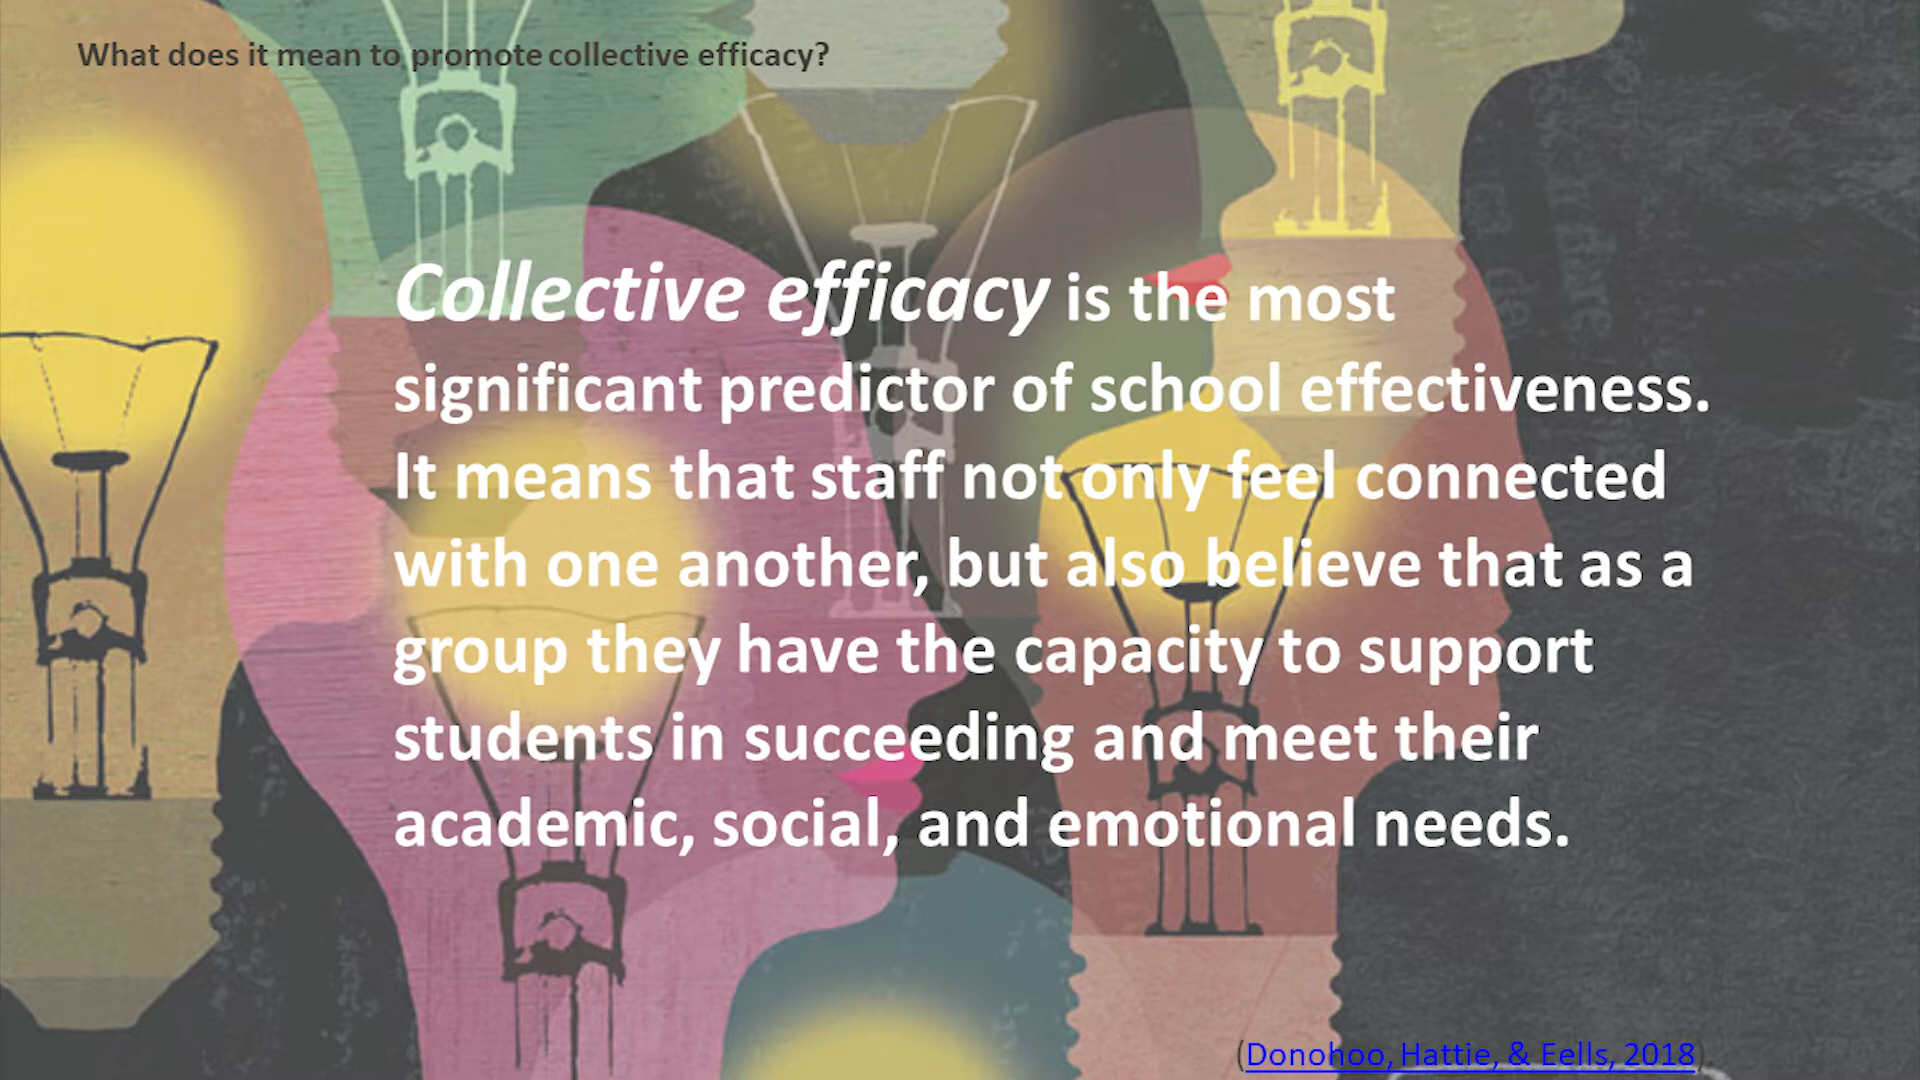 What does it mean to promote collective efficacy?
Collective efficacy is the most
significant predictor of school effectiveness.
It means that staff not only feel connected
with one another, but also believe that as a
group they have the capacity to support
students in succeeding and meet their
academic, social, and emotional needs.
(Donohoo, Hattie, & Eells, 2018).